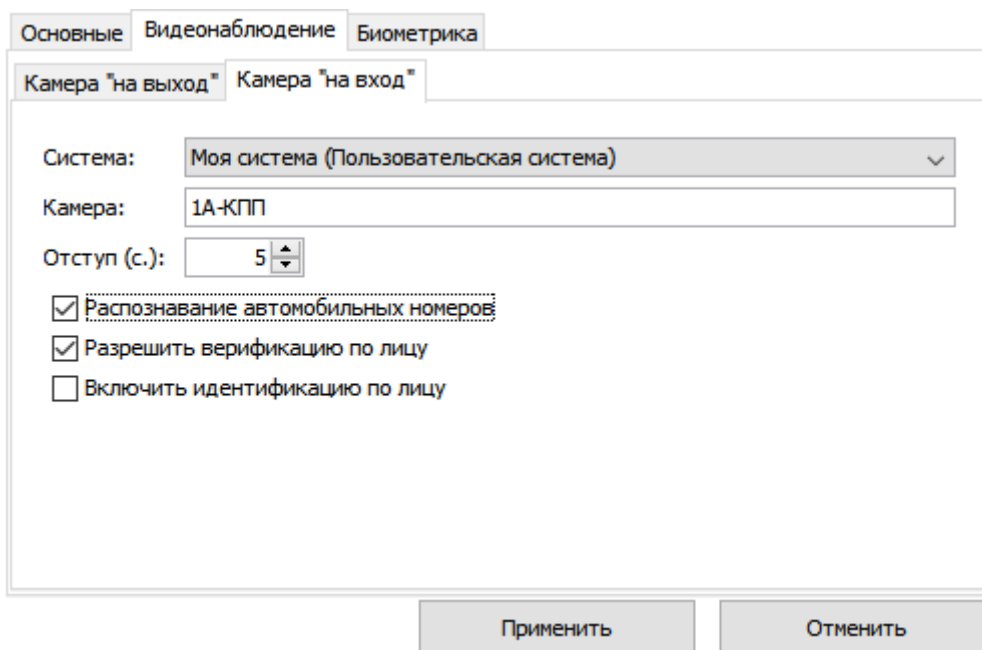 Основные Видеонаблюдение Биометрика
Камера "на выход" Камера "на вход"
Система: Моя система (Пользовательская система)
Камера: 1А-КПП
Отступ (с.): 5
Распознавание автомобильных номеров
Разрешить верификацию по лицу
Включить идентификацию по лицу
Применить Отменить